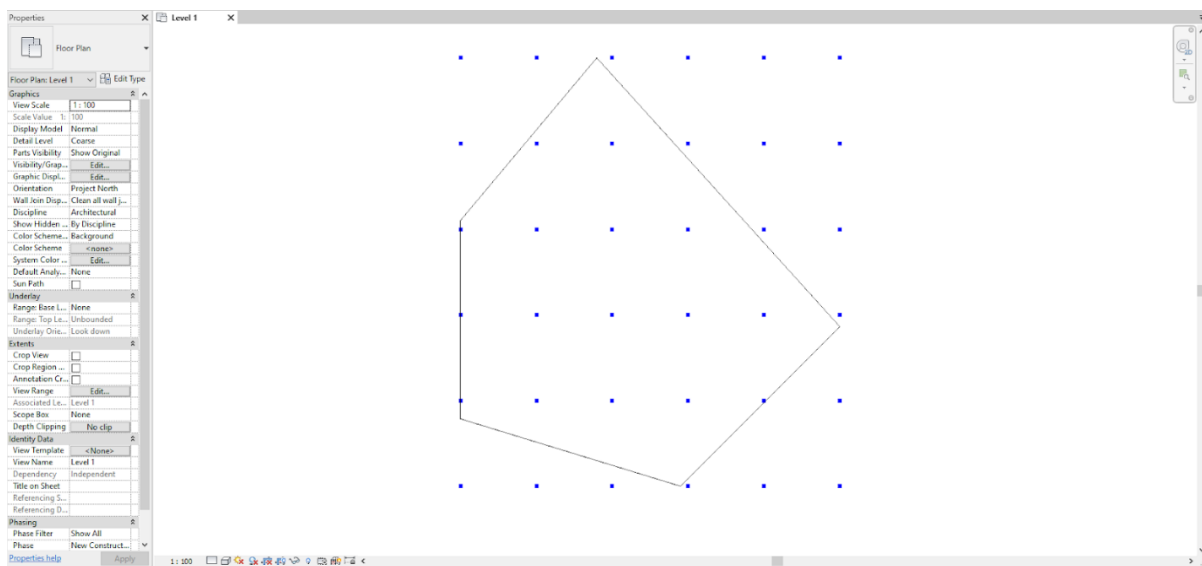 Properties
Level 1
Floor Plan
Floor Plan: Level 1
Edit Type
Graphics
View Scale 1 : 100
Scale Value 1: 100
Display Model Normal
Detail Level Coarse
Parts Visibility Show Original
Visibility/Grap... Edit...
Graphic Displ... Edit...
Orientation Project North
Wall Join Disp... Clean all wall j...
Discipline Architectural
Show Hidden ... By Discipline
Color Scheme... Background
Color Scheme <none>
System Color ... Edit...
Default Analy... None
Sun Path
Underlay
Range: Base L... None
Range: Top Le... Unbounded
Underlay Orie... Look down
Extents
Crop View
Crop Region ...
Annotation Cr...
View Range Edit...
Associated Le... Level 1
Scope Box None
Depth Clipping No clip
Identity Data
View Template <None>
View Name Level 1
Dependency Independent
Title on Sheet
Referencing S...
Referencing D...
Phasing
Phase Filter Show All
Phase New Construct...
Properties help
Apply
1 : 100